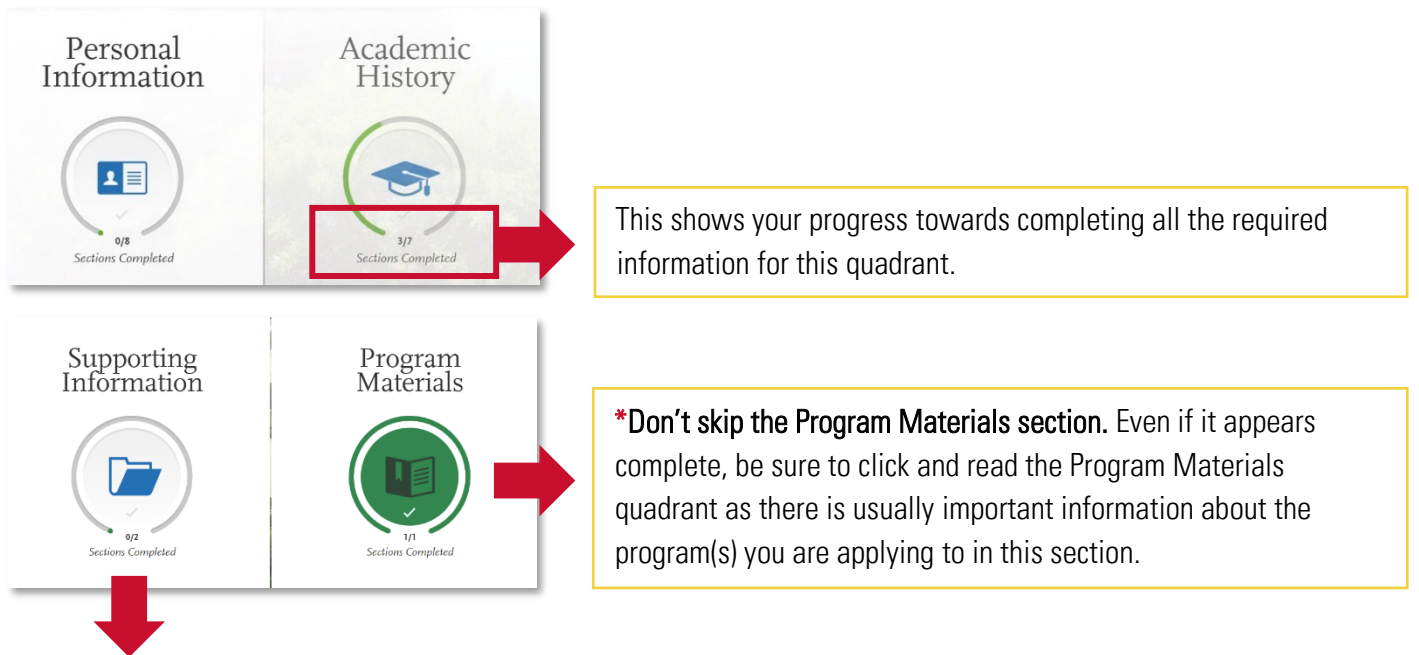 Personal
Information
0/8
Sections Completed
Academic
History
3/7
Sections Completed
This shows your progress towards completing all the required
information for this quadrant.
Supporting
Information
0/2
Sections Completed
Program
Materials
1/1
Sections Completed
*Don’t skip the Program Materials section. Even if it appears
complete, be sure to click and read the Program Materials
quadrant as there is usually important information about the
program(s) you are applying to in this section.